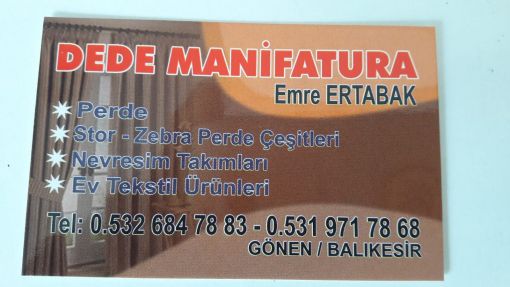 DEDE MANİFATURA
Emre ERTABAK
Perde
Stor - Zebra Perde Çeşitleri
Nevresim Takımları
Ev Tekstil Ürünleri
Tel: 0.532 684 78 83 - 0.531 971 78 68
GÖNEN / BALIKESİR